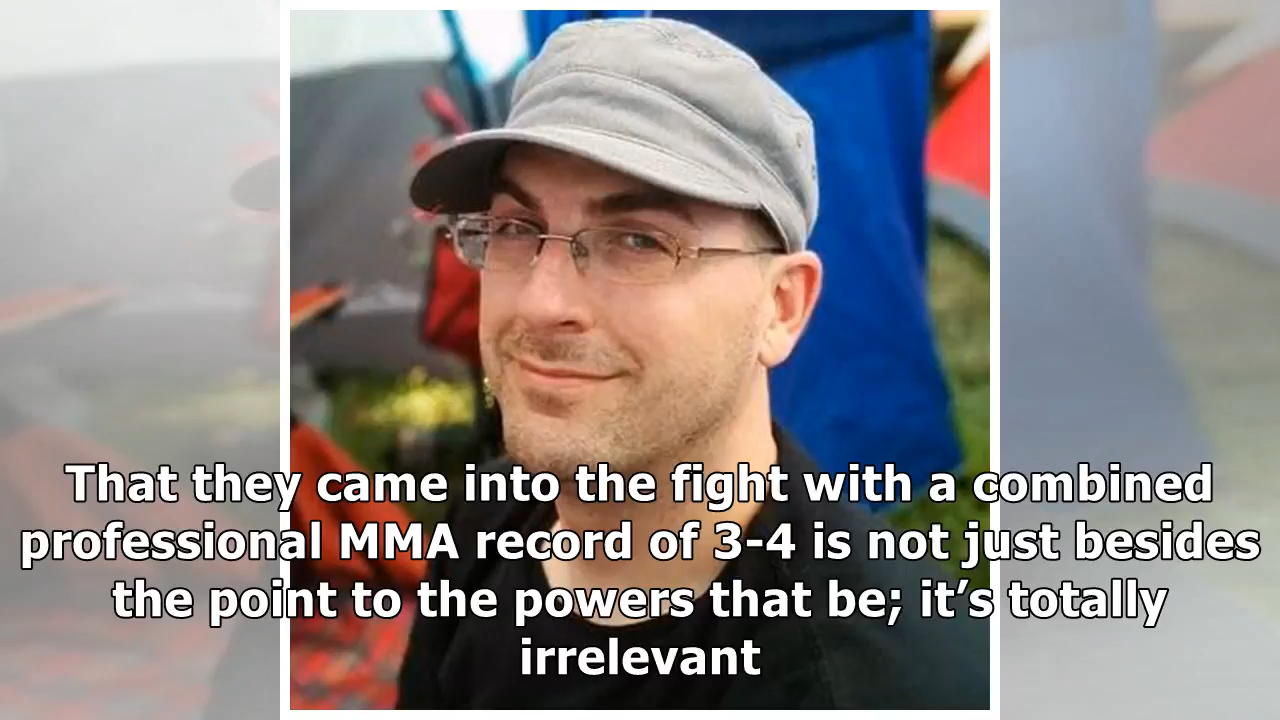 That they came into the fight with a combined
professional MMA record of 3-4 is not just besides
the point to the powers that be; it’s totally
irrelevant